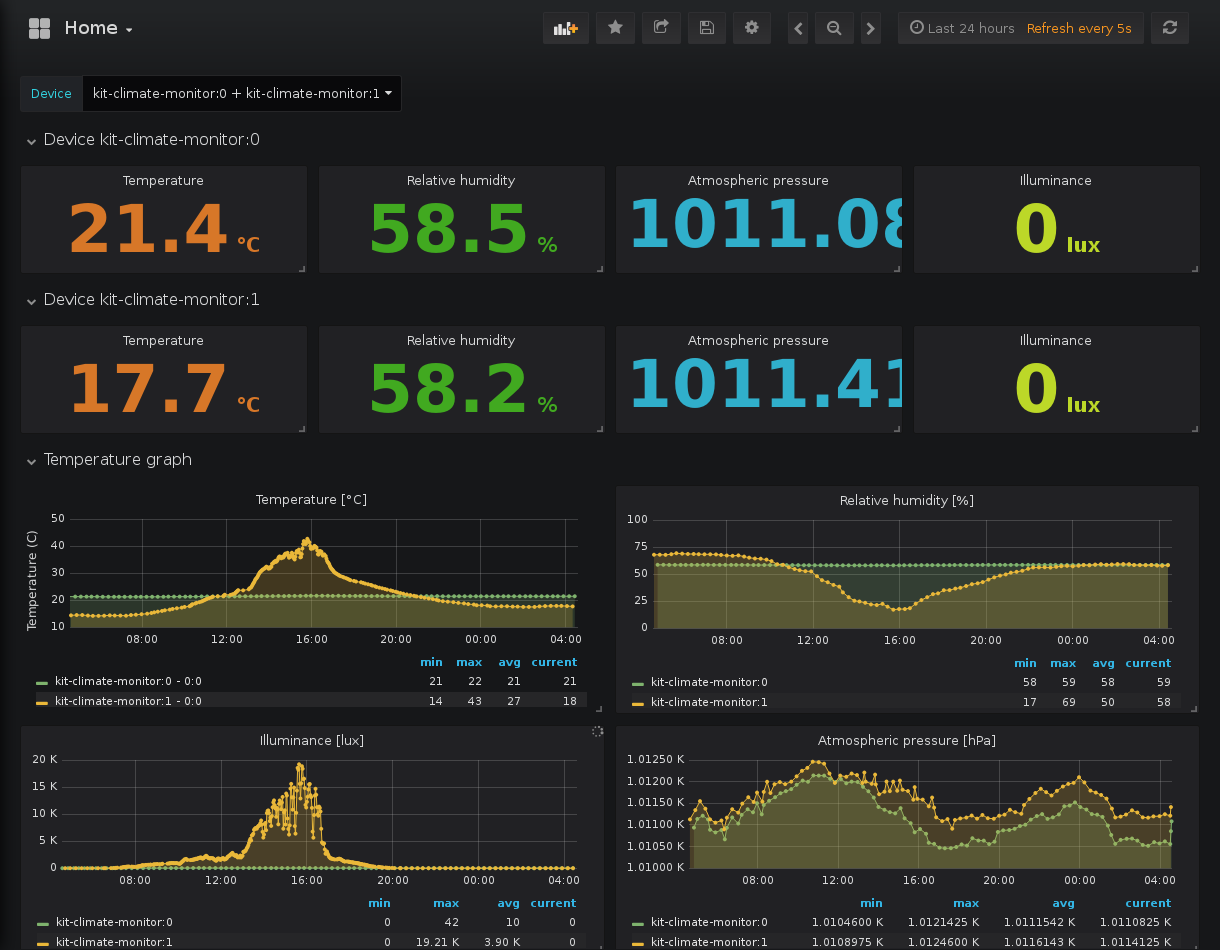 Home
Last 24 hours Refresh every 5s
Device kit-climate-monitor:0 + kit-climate-monitor:1
Device kit-climate-monitor:0
Temperature Relative humidity Atmospheric pressure Illuminance
21.4 °C 58.5 % 1011.08 0 lux
Device kit-climate-monitor:1
Temperature Relative humidity Atmospheric pressure Illuminance
17.7 °C 58.2 % 1011.41 0 lux
Temperature graph
Temperature [°C]
Temperature (C)
50
40
30
20
10
08:00 12:00 16:00 20:00 00:00 04:00
min max avg current
kit-climate-monitor:0 - 0:0 21 22 21 21
kit-climate-monitor:1 - 0:0 14 43 27 18
Relative humidity [%]
100
75
50
25
0
08:00 12:00 16:00 20:00 00:00 04:00
min max avg current
kit-climate-monitor:0 58 59 58 59
kit-climate-monitor:1 17 69 50 58
Illuminance [lux]
20 K
15 K
10 K
5 K
0
08:00 12:00 16:00 20:00 00:00 04:00
min max avg current
kit-climate-monitor:0 0 42 10 0
kit-climate-monitor:1 0 19.21 K 3.90 K 0
Atmospheric pressure [hPa]
1.01250 K
1.01200 K
1.01150 K
1.01100 K
1.01050 K
1.01000 K
08:00 12:00 16:00 20:00 00:00 04:00
min max avg current
kit-climate-monitor:0 1.0104600 K 1.0121425 K 1.0111542 K 1.0110825 K
kit-climate-monitor:1 1.0108975 K 1.0124600 K 1.0116143 K 1.0114125 K